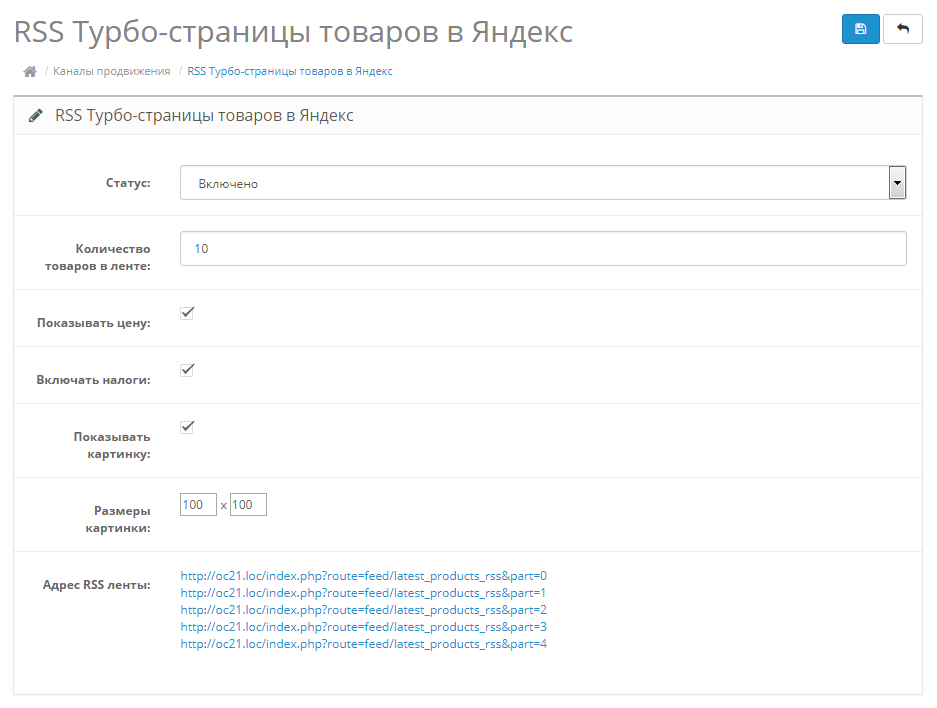 RSS Турбо-страницы товаров в Яндекс
/ Каналы продвижения / RSS Турбо-страницы товаров в Яндекс
RSS Турбо-страницы товаров в Яндекс
Статус: Включено
Количество
товаров в ленте: 10
Показывать цену:
Включать налоги:
Показывать
картинку:
Размеры
картинки: 100 x 100
Адрес RSS ленты: http://oc21.loc/index.php?route=feed/latest_products_rss&part=0
http://oc21.loc/index.php?route=feed/latest_products_rss&part=1
http://oc21.loc/index.php?route=feed/latest_products_rss&part=2
http://oc21.loc/index.php?route=feed/latest_products_rss&part=3
http://oc21.loc/index.php?route=feed/latest_products_rss&part=4